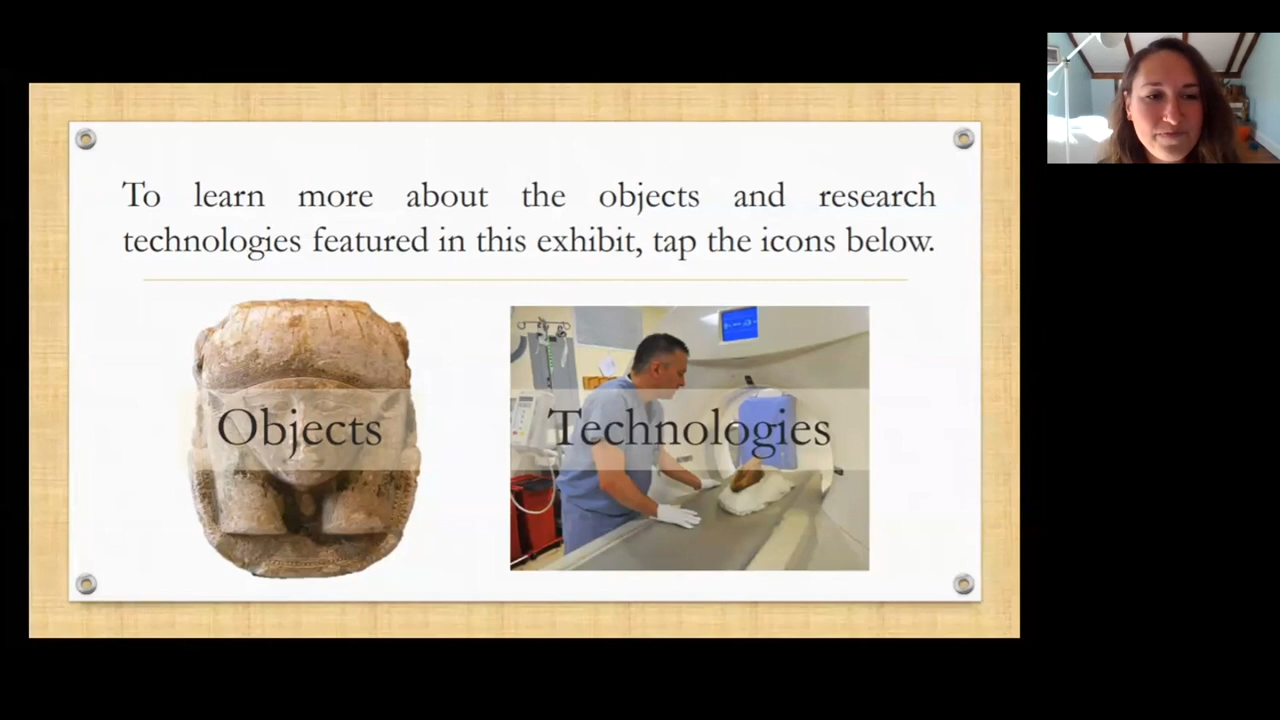 To learn more about the objects and research
technologies featured in this exhibit, tap the icons below.
Objects
Technologies